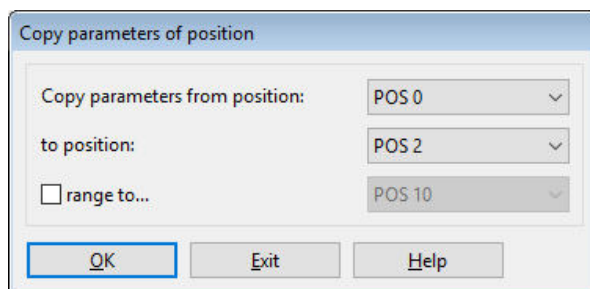 Copy parameters of position
Copy parameters from position: POS 0
to position: POS 2
range to... POS 10
OK Exit Help